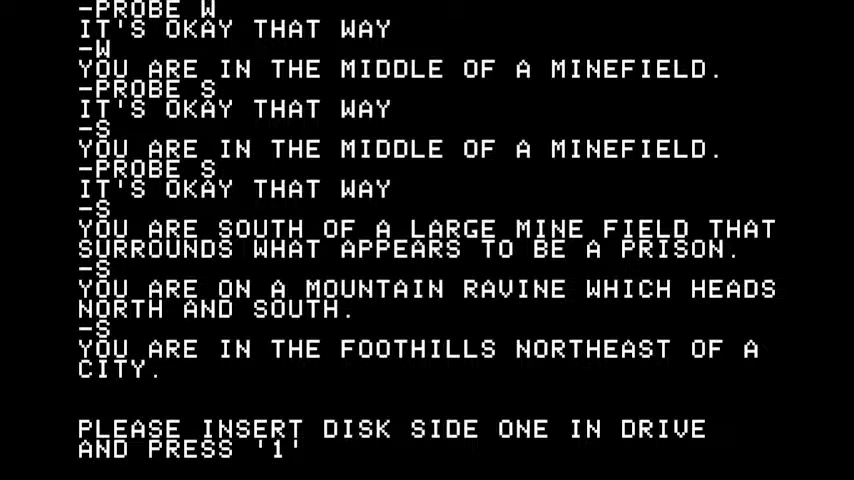 -PROBE W
IT'S OKAY THAT WAY
-W
YOU ARE IN THE MIDDLE OF A MINEFIELD.
-PROBE S
IT'S OKAY THAT WAY
-S
YOU ARE IN THE MIDDLE OF A MINEFIELD.
-PROBE S
IT'S OKAY THAT WAY
-S
YOU ARE SOUTH OF A LARGE MINE FIELD THAT
SURROUNDS WHAT APPEARS TO BE A PRISON.
-S
YOU ARE ON A MOUNTAIN RAVINE WHICH HEADS
NORTH AND SOUTH.
-S
YOU ARE IN THE FOOTHILLS NORTHEAST OF A
CITY.
PLEASE INSERT DISK SIDE ONE IN DRIVE
AND PRESS '1'